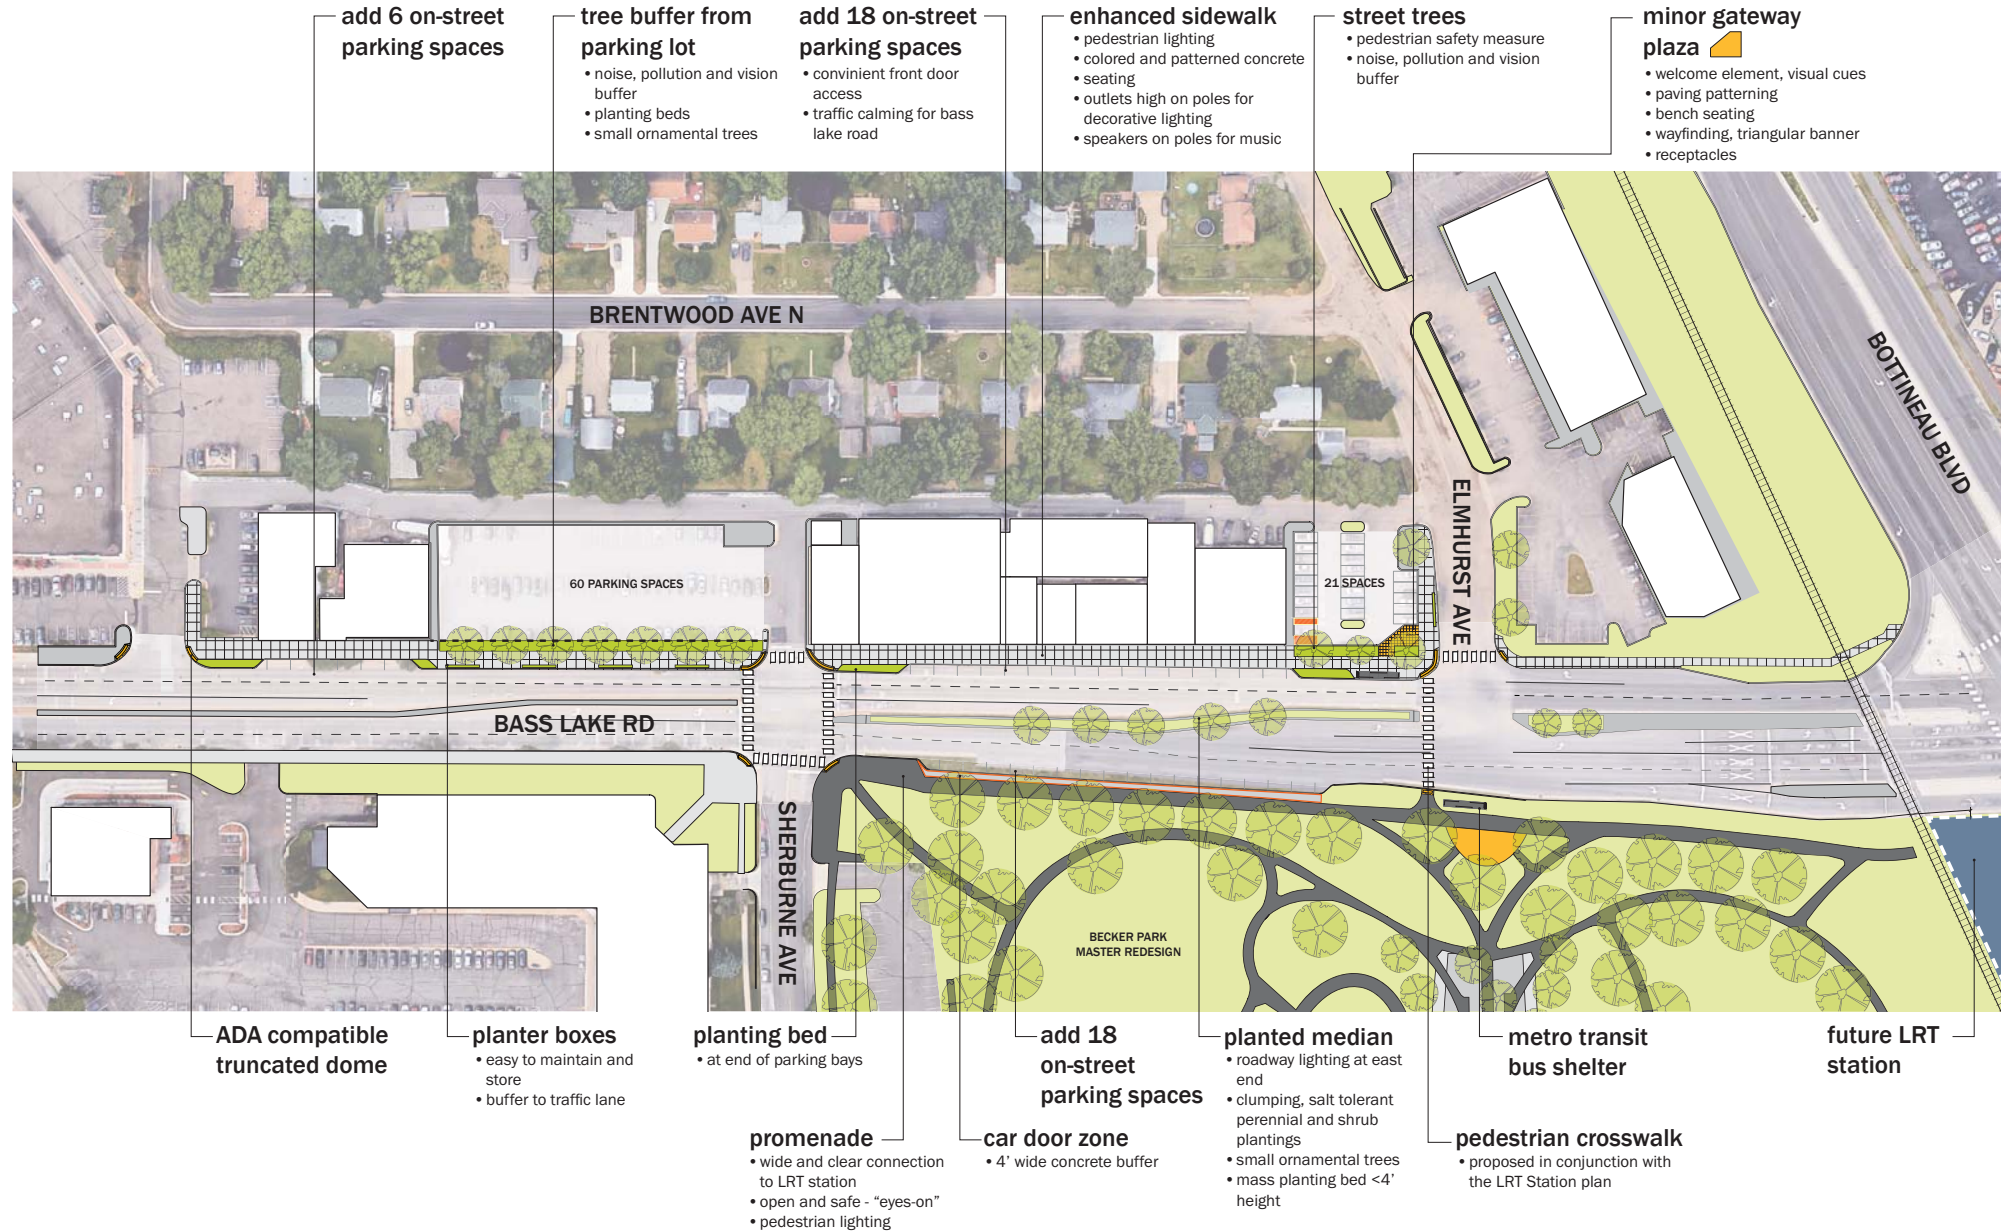 add 6 on-street
parking spaces
tree buffer from
parking lot
• noise, pollution and vision
buffer
• planting beds
• small ornamental trees
add 18 on-street
parking spaces
• convinient front door
access
• traffic calming for bass
lake road
enhanced sidewalk
• pedestrian lighting
• colored and patterned concrete
• seating
• outlets high on poles for
decorative lighting
• speakers on poles for music
street trees
• pedestrian safety measure
• noise, pollution and vision
buffer
minor gateway
plaza
• welcome element, visual cues
• paving patterning
• bench seating
• wayfinding, triangular banner
• receptacles
BRENTWOOD AVE N
BOTTINEAU BLVD
ELMHURST AVE
60 PARKING SPACES
21 SPACES
BASS LAKE RD
SHERBURNE AVE
BECKER PARK
MASTER REDESIGN
ADA compatible
truncated dome
planter boxes
• easy to maintain and
store
• buffer to traffic lane
planting bed
• at end of parking bays
add 18
on-street
parking spaces
planted median
• roadway lighting at east
end
• clumping, salt tolerant
perennial and shrub
plantings
• small ornamental trees
• mass planting bed <4’
height
metro transit
bus shelter
future LRT
station
promenade
• wide and clear connection
to LRT station
• open and safe - “eyes-on”
• pedestrian lighting
car door zone
• 4’ wide concrete buffer
pedestrian crosswalk
• proposed in conjunction with
the LRT Station plan